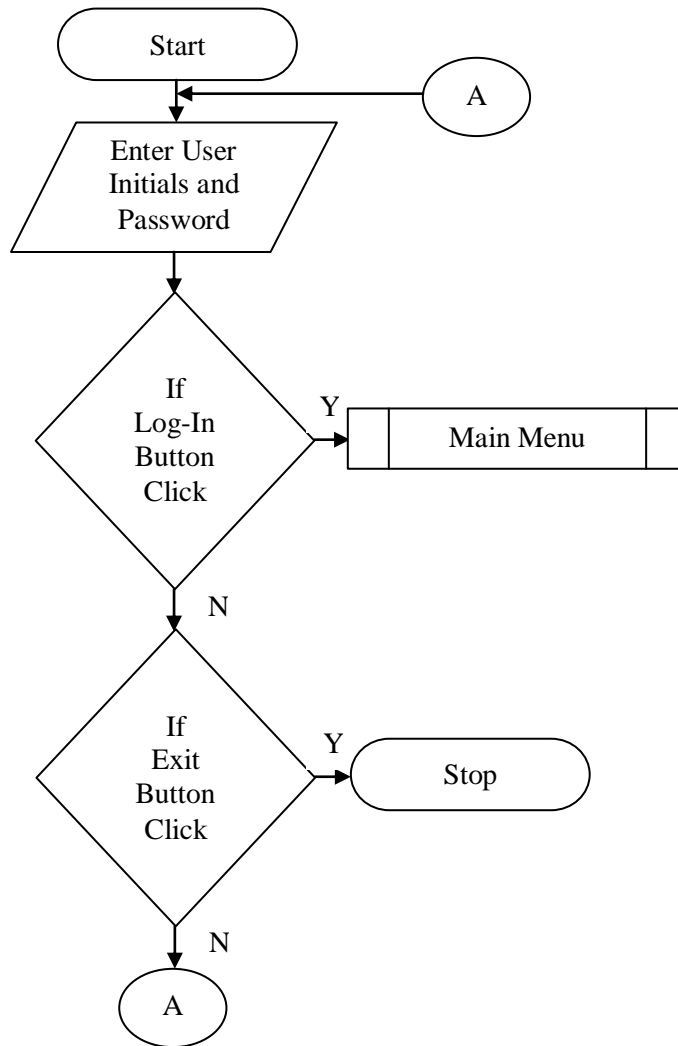 Start
A
Enter User
Initials and
Password
If
Log-In
Button
Click
Y
Main Menu
N
If
Exit
Button
Click
Y
Stop
N
A